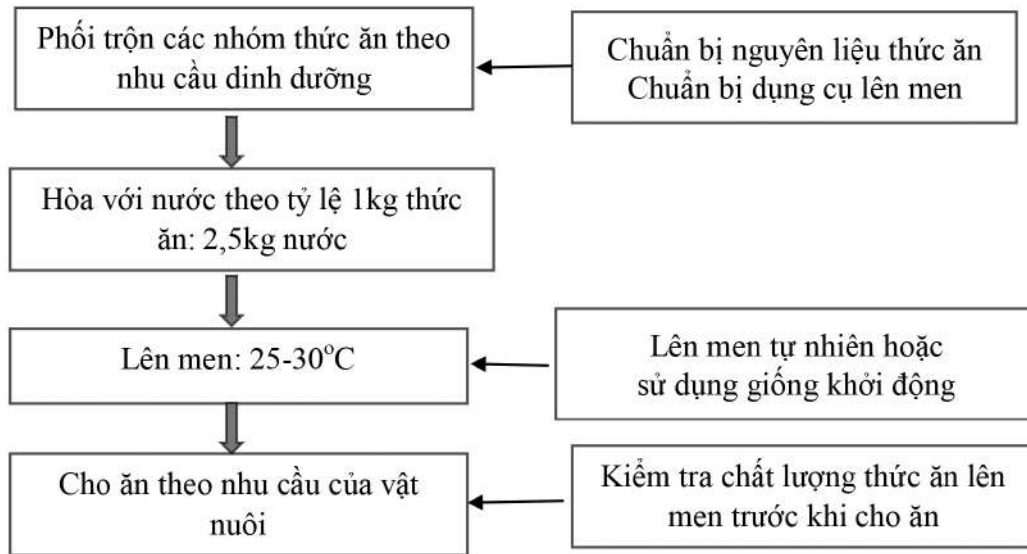 Phối trộn các nhóm thức ăn theo
nhu cầu dinh dưỡng
Chuẩn bị nguyên liệu thức ăn
Chuẩn bị dụng cụ lên men
Hòa với nước theo tỷ lệ 1kg thức
ăn: 2,5kg nước
Lên men: 25-30°C
Lên men tự nhiên hoặc
sử dụng giống khởi động
Cho ăn theo nhu cầu của vật
nuôi
Kiểm tra chất lượng thức ăn lên
men trước khi cho ăn